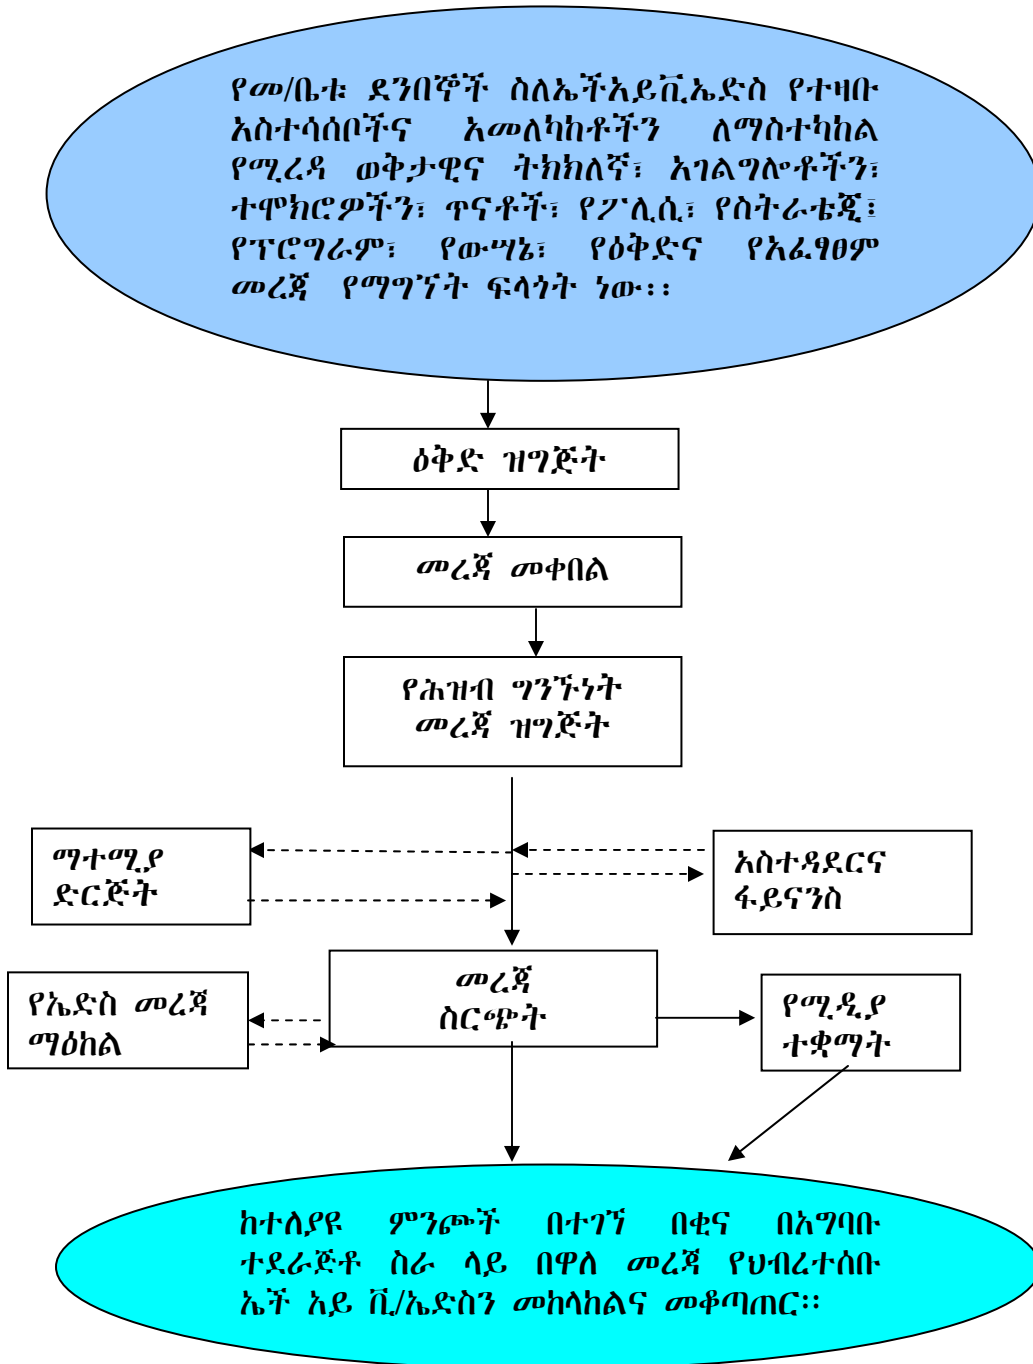 የመ/ቤቱ ደንበኞች ስለኤችአይቪኤድስ የተዛቡ
አስተሳሰቦችና አመለካከቶችን ለማስተካከል
የሚረዳ ወቅታዊና ትክክለኛ፣ አገልግሎቶችን፣
ተሞክሮዎችን፣ ጥናቶች፣ የፖሊሲ፣ የስትራቴጂ፤
የፕሮግራም፣ የውሣኔ፣ የዕቅድና የአፈፃፀም
መረጃ የማግኘት ፍላጎት ነው፡፡
ዕቅድ ዝግጅት
መረጃ መቀበል
የሕዝብ ግንኙነት
መረጃ ዝግጅት
ማተሚያ
ድርጅት
አስተዳደርና
ፋይናንስ
መረጃ
ስርጭት
የኤድስ መረጃ
ማዕከል
የሚዲያ
ተቋማት
ከተለያዩ ምንጮች በተገኘ በቂና በአግባቡ
ተደራጅቶ ስራ ላይ በዋለ መረጃ የህብረተሰቡ
ኤች አይ ቪ/ኤድስን መከላከልና መቆጣጠር፡፡